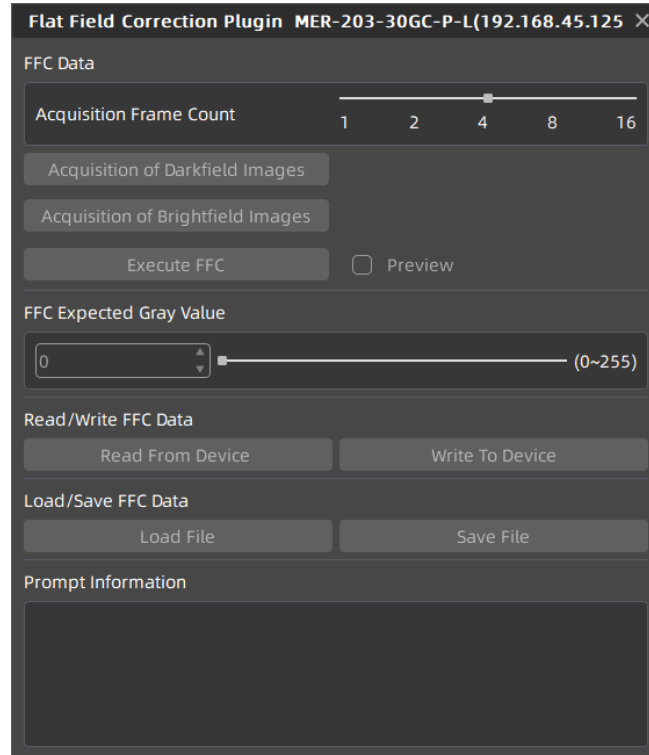 Flat Field Correction Plugin MER-203-30GC-P-L(192.168.45.125
FFC Data
Acquisition Frame Count
1 2 4 8 16
Acquisition of Darkfield Images
Acquisition of Brightfield Images
Execute FFC Preview
FFC Expected Gray Value
0 (0~255)
Read/Write FFC Data
Read From Device Write To Device
Load/Save FFC Data
Load File Save File
Prompt Information